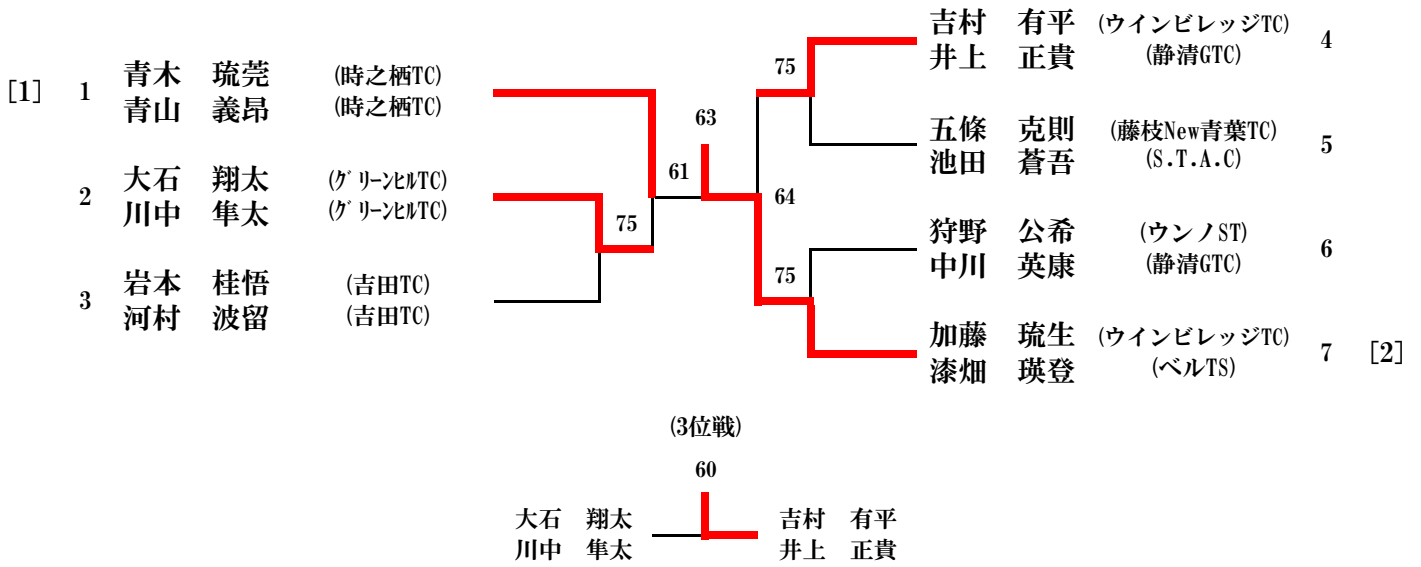 [1] 1 青木　琉莞 (時之栖TC)
青山　義昂 (時之栖TC)
2 大石　翔太 (ｸﾞﾘｰﾝﾋﾙTC)
川中　隼太 (ｸﾞﾘｰﾝﾋﾙTC)
3 岩本　桂悟 (吉田TC)
河村　波留 (吉田TC)
75
61
63
64
75
75
吉村　有平 (ウインビレッジTC) 4
井上　正貴 (静清GTC)
五條　克則 (藤枝New青葉TC) 5
池田　蒼吾 (S.T.A.C)
狩野　公希 (ウンノST) 6
中川　英康 (静清GTC)
加藤　琉生 (ウインビレッジTC) 7 [2]
漆畑　瑛登 (ベルTS)
(3位戦)
60
大石　翔太
川中　隼太
吉村　有平
井上　正貴